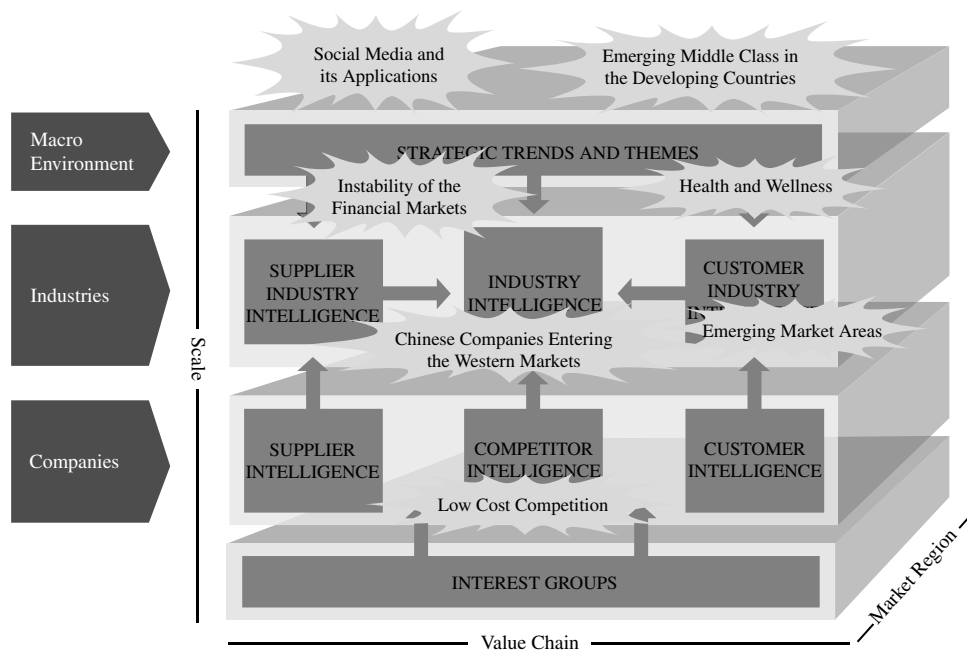 Social Media and
its Applications
Emerging Middle Class in
the Developing Countries
Macro
Environment
STRATEGIC TRENDS AND THEMES
Instability of the
Financial Markets
Health and Wellness
Industries
SUPPLIER
INDUSTRY
INTELLIGENCE
INDUSTRY
INTELLIGENCE
CUSTOMER
INDUSTRY
Chinese Companies Entering
the Western Markets
Emerging Market Areas
Scale
Companies
SUPPLIER
INTELLIGENCE
COMPETITOR
INTELLIGENCE
CUSTOMER
INTELLIGENCE
Low Cost Competition
INTEREST GROUPS
Market Region
Value Chain